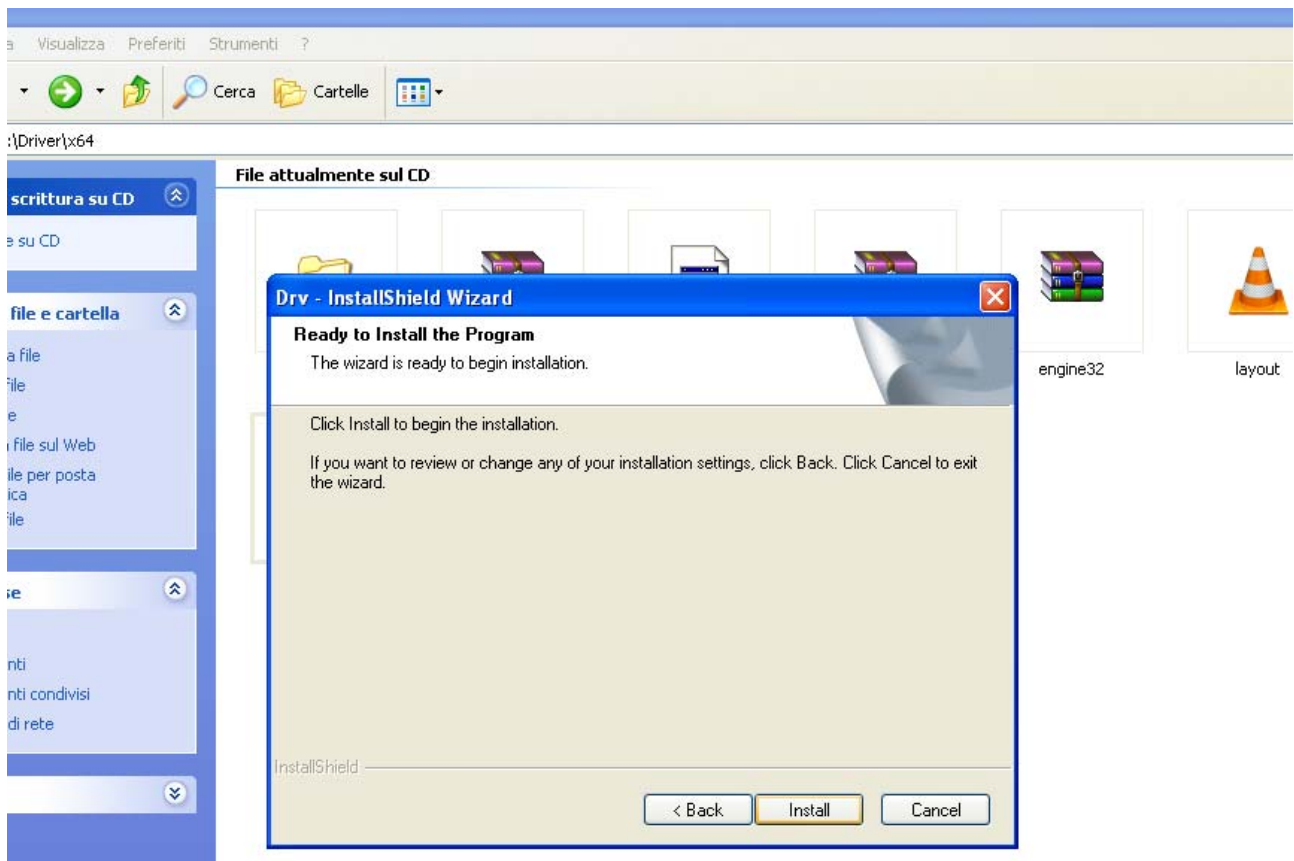 a Visualizza Preferiti Strumenti ?
Cerca Cartelle
:\Driver\x64
scrittura su CD
e su CD
file e cartella
a file
file
e
file sul Web
ile per posta
ica
file
se
nti
nti condivisi
di rete
File attualmente sul CD
engine32
layout
Drv - InstallShield Wizard
Ready to Install the Program
The wizard is ready to begin installation.
Click Install to begin the installation.
If you want to review or change any of your installation settings, click Back. Click Cancel to exit
the wizard.
InstallShield
< Back Install Cancel